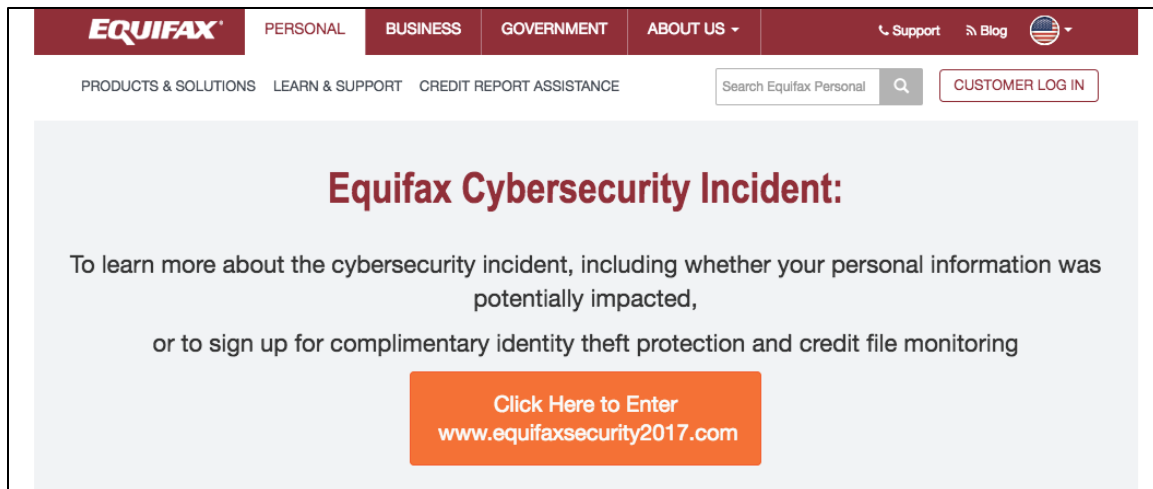 EQUIFAX® PERSONAL BUSINESS GOVERNMENT ABOUT US Support Blog
PRODUCTS & SOLUTIONS LEARN & SUPPORT CREDIT REPORT ASSISTANCE Search Equifax Personal CUSTOMER LOG IN
Equifax Cybersecurity Incident:
To learn more about the cybersecurity incident, including whether your personal information was
potentially impacted,
or to sign up for complimentary identity theft protection and credit file monitoring
Click Here to Enter
www.equifaxsecurity2017.com